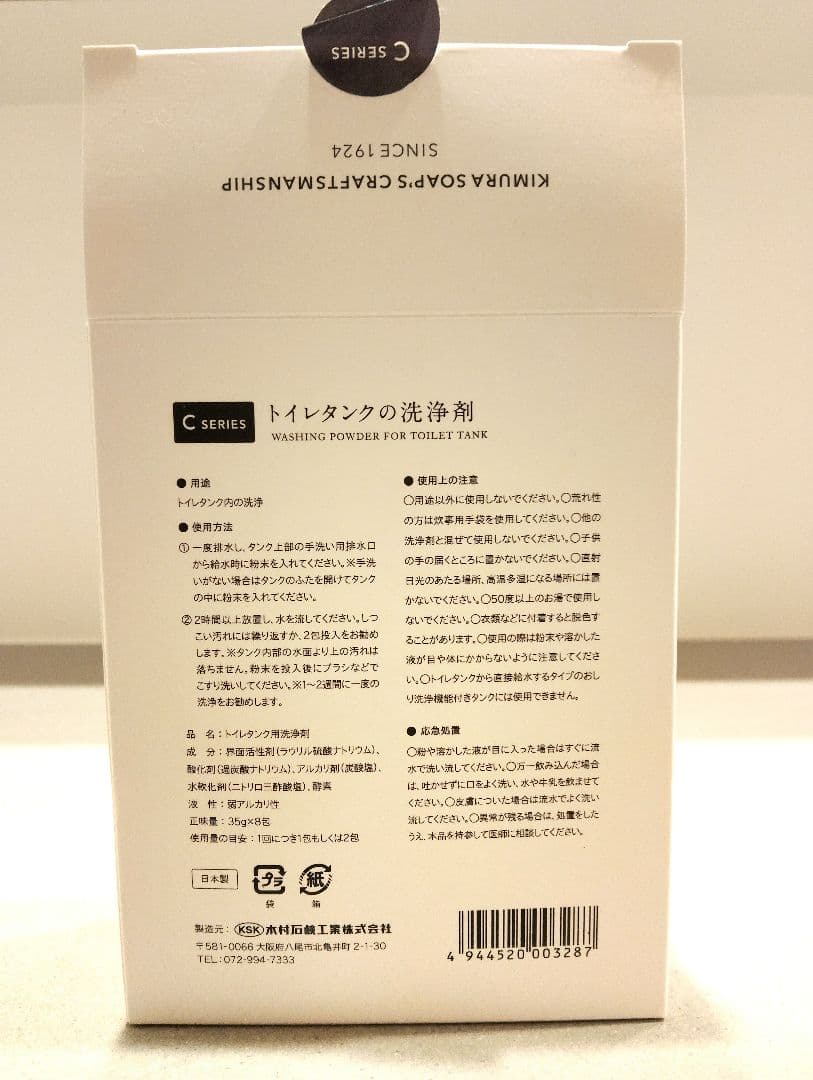 C SERIES
SINCE 1924
KIMURA SOAP'S CRAFTSMANSHIP
C SERIES
トイレタンクの洗浄剤
WASHING POWDER FOR TOILET TANK
● 用途
トイレタンク内の洗浄
● 使用方法
① 一度排水し、タンク上部の手洗い用排水口
から給水時に粉末を入れてください。※手洗
いがない場合はタンクのふたを開けてタンク
の中に粉末を入れてください。
② 2時間以上放置し、水を流してください。しつ
こい汚れには繰り返すか、2包投入をお勧め
します。※タンク内部の水面より上の汚れは
落ちません。粉末を投入後にブラシなどで
こすり洗いしてください。※1〜2週間に一度の
洗浄をお勧めします。
品 名：トイレタンク用洗浄剤
成 分：界面活性剤(ラウリル硫酸ナトリウム)、
酸化剤(過炭酸ナトリウム)、アルカリ剤(炭酸塩)、
水軟化剤(ニトリロ三酢酸塩)、酵素
液 性：弱アルカリ性
正味量：35g×8包
使用量の目安：1回につき1包もしくは2包
● 使用上の注意
○用途以外に使用しないでください。○荒れ性
の方は炊事用手袋を使用してください。○他の
洗浄剤と混ぜて使用しないでください。○子供
の手の届くところに置かないでください。○直射
日光のあたる場所、高温多湿になる場所には置
かないでください。○50度以上のお湯で使用し
ないでください。○衣類などに付着すると脱色す
ることがあります。○使用の際は粉末や溶かした
液が目や体にかからないように注意してくださ
い。○トイレタンクから直接給水するタイプのおし
り洗浄機能付きタンクには使用できません。
● 応急処置
○粉や溶かした液が目に入った場合はすぐに流
水で洗い流してください。○万一飲み込んだ場合
は、吐かせずに口をよく洗い、水や牛乳を飲ませて
ください。○皮膚についた場合は流水でよく洗い
流してください。○異常が残る場合は、処置をした
うえ、本品を持参して医師に相談してください。
日本製
プラ
袋
紙
箱
製造元：KSK 木村石鹸工業株式会社
〒581-0066 大阪府八尾市北亀井町 2-1-30
TEL：072-994-7333
4 944520 003287